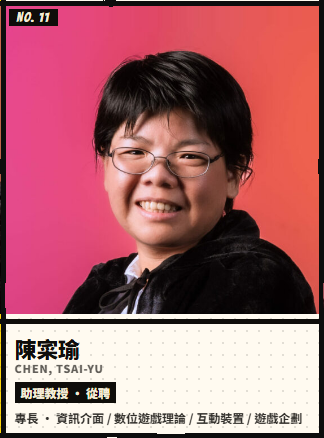 NO. 11
陳寀瑜
CHEN, TSAI-YU
助理教授 · 從聘
專長 · 資訊介面 / 數位遊戲理論 / 互動裝置 / 遊戲企劃